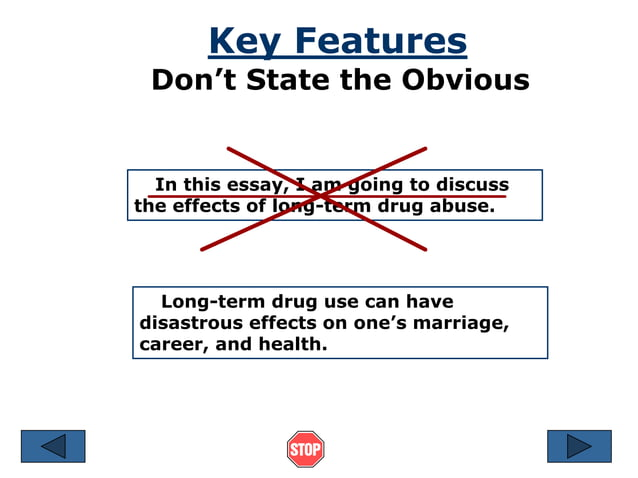 Key Features
Don’t State the Obvious
In this essay, I am going to discuss
the effects of long-term drug abuse.
Long-term drug use can have
disastrous effects on one’s marriage,
career, and health.
STOP